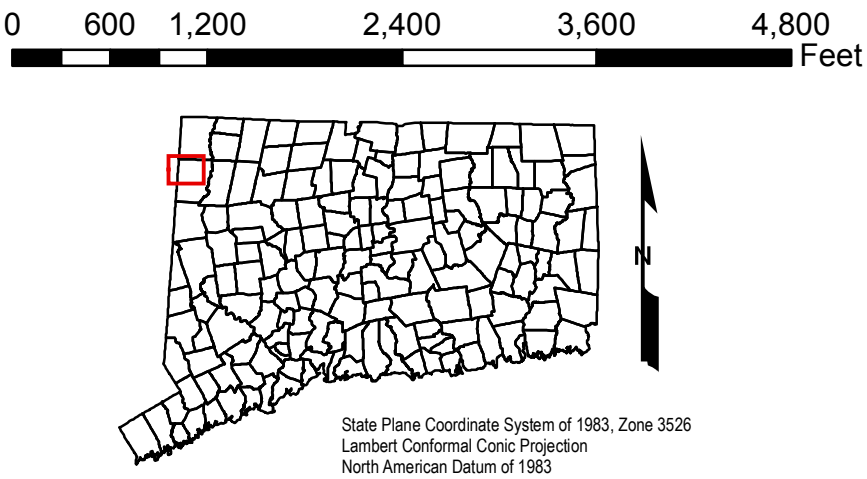 0 600 1,200 2,400 3,600 4,800
Feet
N
State Plane Coordinate System of 1983, Zone 3526
Lambert Conformal Conic Projection
North American Datum of 1983